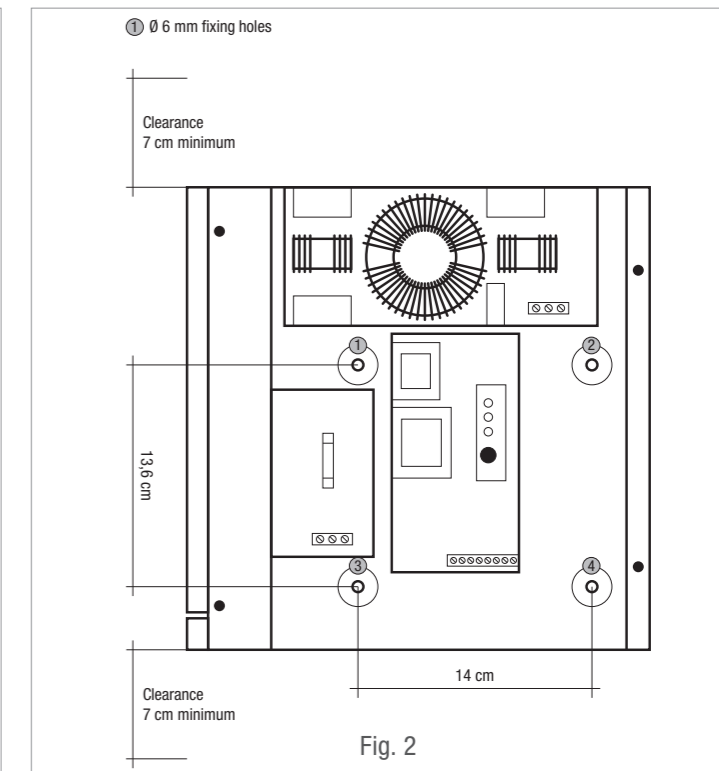 1 Ø 6 mm fixing holes
Clearance
7 cm minimum
1
2
13,6 cm
3
4
14 cm
Clearance
7 cm minimum
Fig. 2